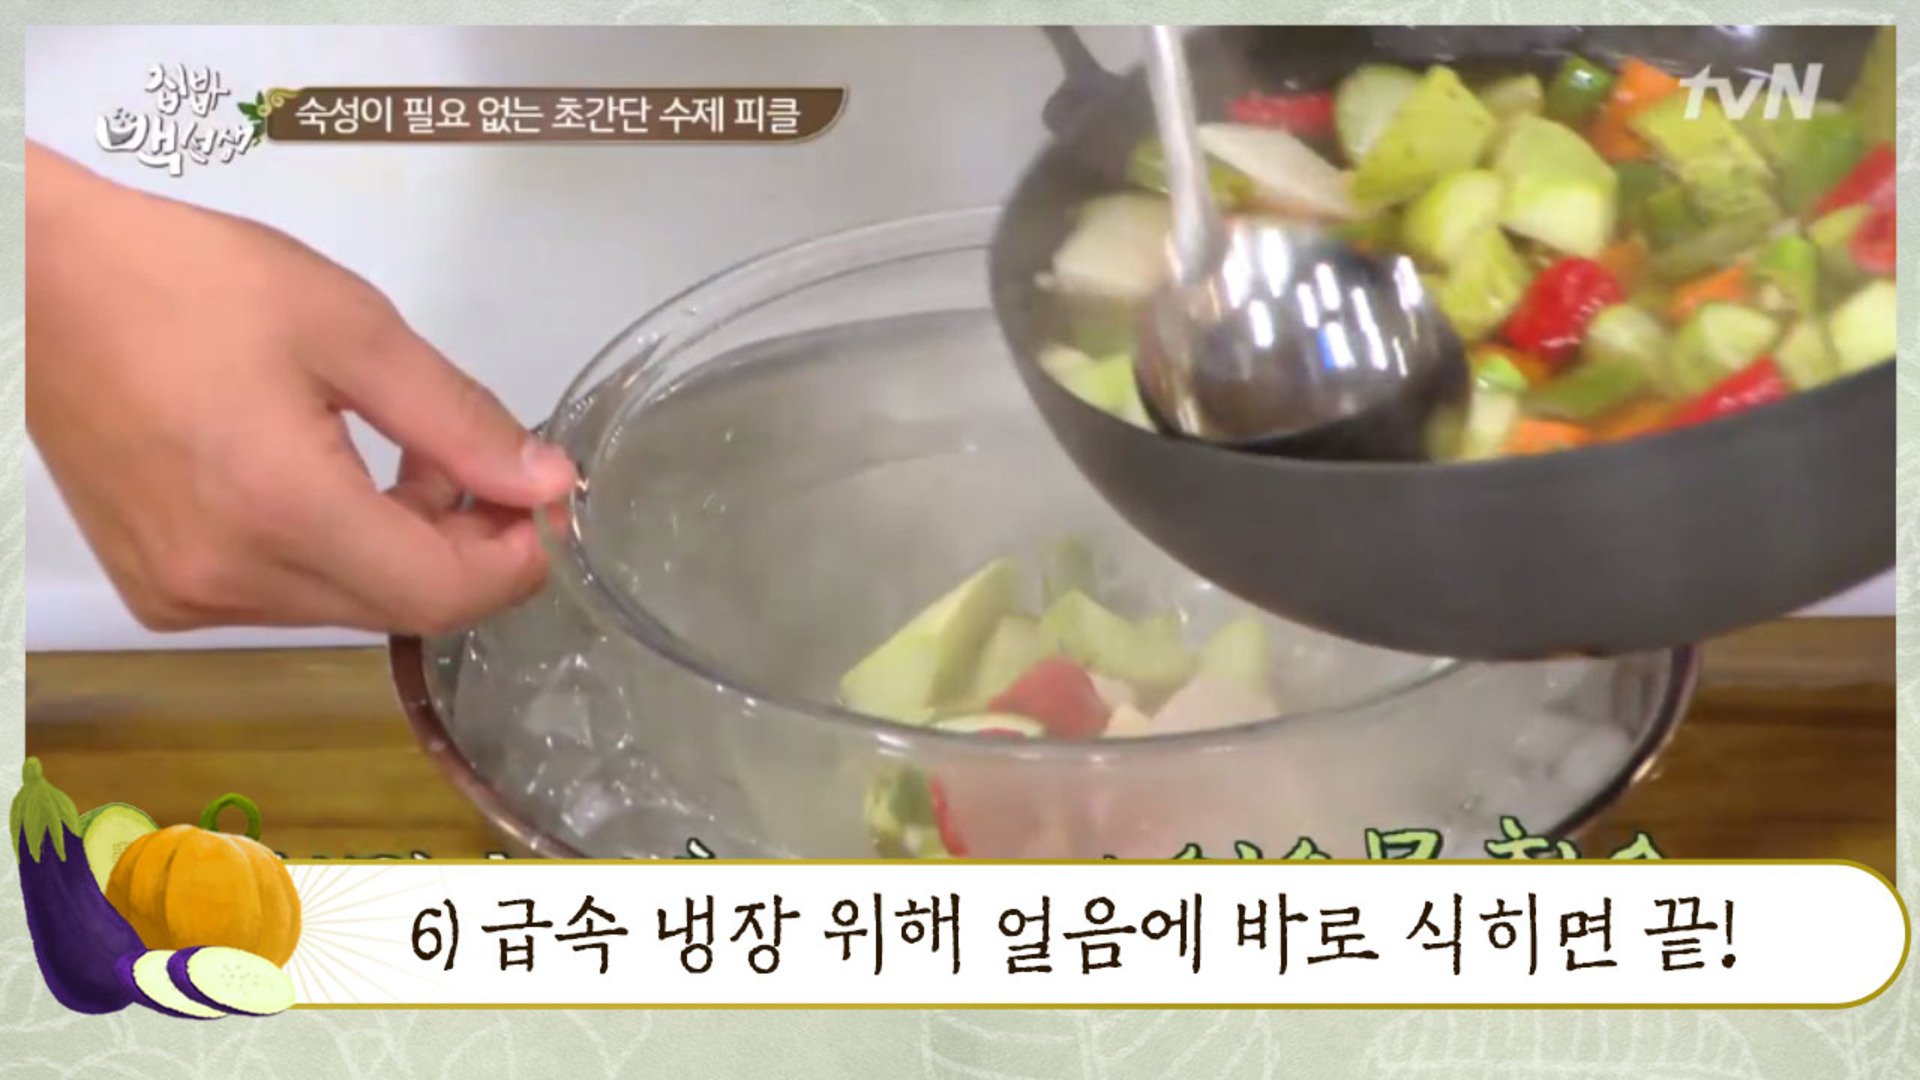 집밥
백선생
숙성이 필요 없는 초간단 수제 피클
tvN
6) 급속 냉장 위해 얼음에 바로 식히면 끝!